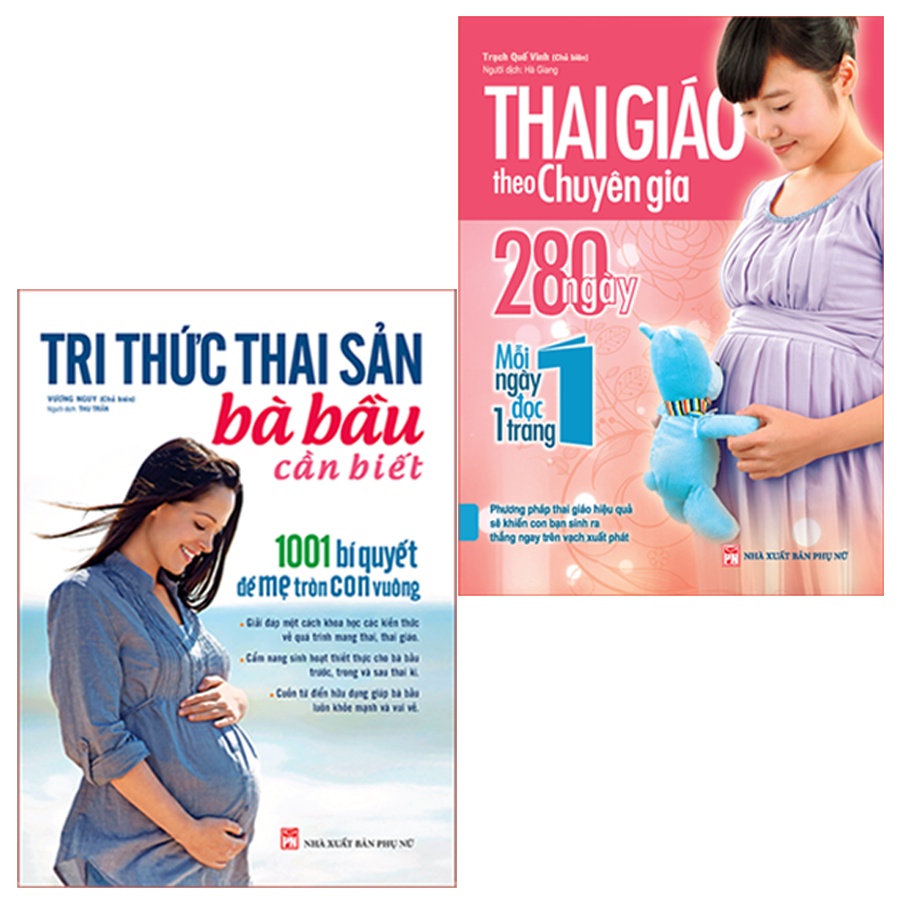 Trạch Quế Vinh (Chủ biên)
Người dịch: Hà Giang
THAI GIÁO
theo Chuyên gia
280 ngày
Mỗi
ngày
đọc
1 trang
1
Phương pháp thai giáo hiệu quả
sẽ khiến con bạn sinh ra
thắng ngay trên vạch xuất phát
PN
NHÀ XUẤT BẢN PHỤ NỮ
TRI THỨC THAI SẢN
VƯƠNG NGUY (Chủ biên)
Người dịch: THU TRẦN
bà bầu
cần biết
1001 bí quyết
để mẹ tròn con vuông
Giải đáp một cách khoa học các kiến thức
về quá trình mang thai, thai giáo.
Cẩm nang sinh hoạt thiết thực cho bà bầu
trước, trong và sau thai kì.
Cuốn từ điển hữu dụng giúp bà bầu
luôn khỏe mạnh và vui vẻ.
PN
NHÀ XUẤT BẢN PHỤ NỮ